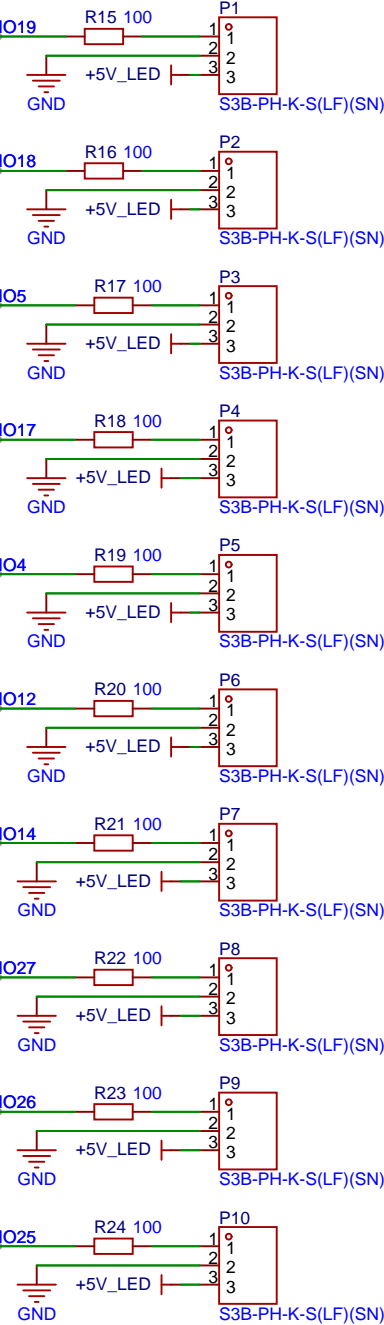 P1
IO19 R15 100 1 1
2 2
+5V_LED 3 3
GND S3B-PH-K-S(LF)(SN)
P2
IO18 R16 100 1 1
2 2
+5V_LED 3 3
GND S3B-PH-K-S(LF)(SN)
P3
IO5 R17 100 1 1
2 2
+5V_LED 3 3
GND S3B-PH-K-S(LF)(SN)
P4
IO17 R18 100 1 1
2 2
+5V_LED 3 3
GND S3B-PH-K-S(LF)(SN)
P5
IO4 R19 100 1 1
2 2
+5V_LED 3 3
GND S3B-PH-K-S(LF)(SN)
P6
IO12 R20 100 1 1
2 2
+5V_LED 3 3
GND S3B-PH-K-S(LF)(SN)
P7
IO14 R21 100 1 1
2 2
+5V_LED 3 3
GND S3B-PH-K-S(LF)(SN)
P8
IO27 R22 100 1 1
2 2
+5V_LED 3 3
GND S3B-PH-K-S(LF)(SN)
P9
IO26 R23 100 1 1
2 2
+5V_LED 3 3
GND S3B-PH-K-S(LF)(SN)
P10
IO25 R24 100 1 1
2 2
+5V_LED 3 3
GND S3B-PH-K-S(LF)(SN)